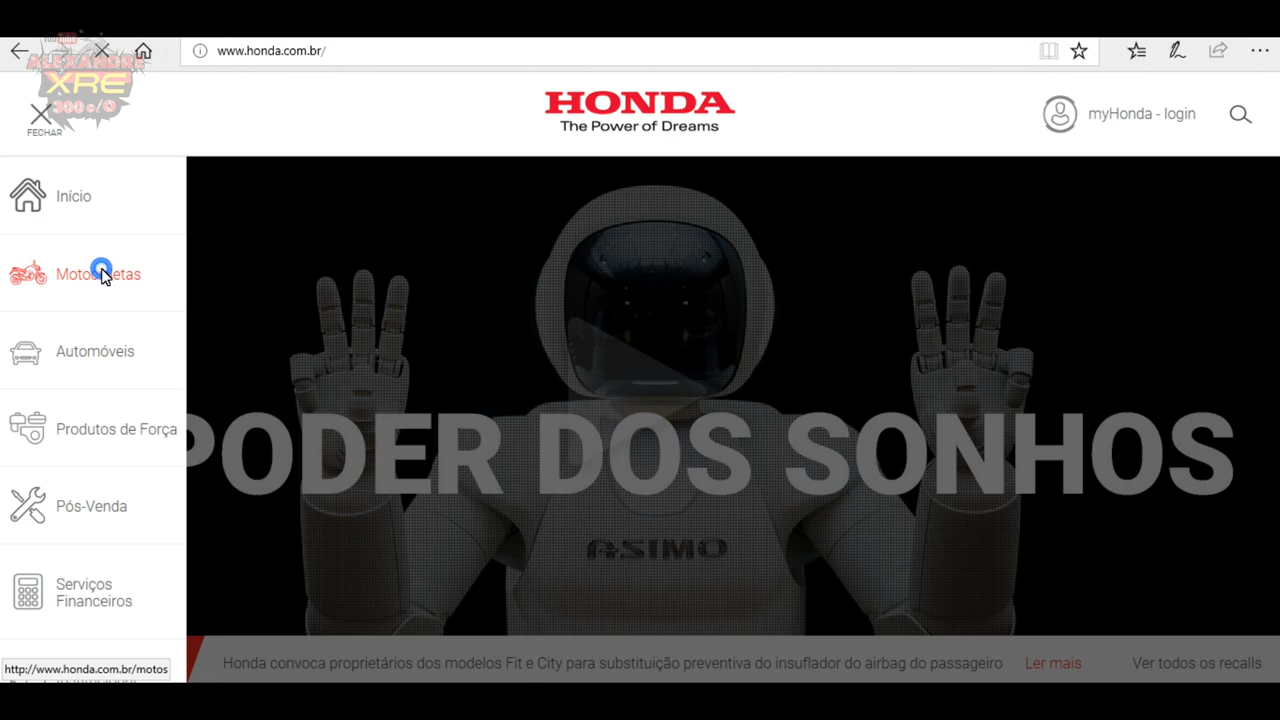 www.honda.com.br/
YouTube
ALEXANDRE
XRE
300c/C
FECHAR
HONDA
The Power of Dreams
myHonda - login
Início
Motocicletas
Automóveis
Produtos de Força
Pós-Venda
Serviços
Financeiros
PODER DOS SONHOS
ASIMO
Honda convoca proprietários dos modelos Fit e City para substituição preventiva do insuflador do airbag do passageiro
Ler mais
Ver todos os recalls
http://www.honda.com.br/motos